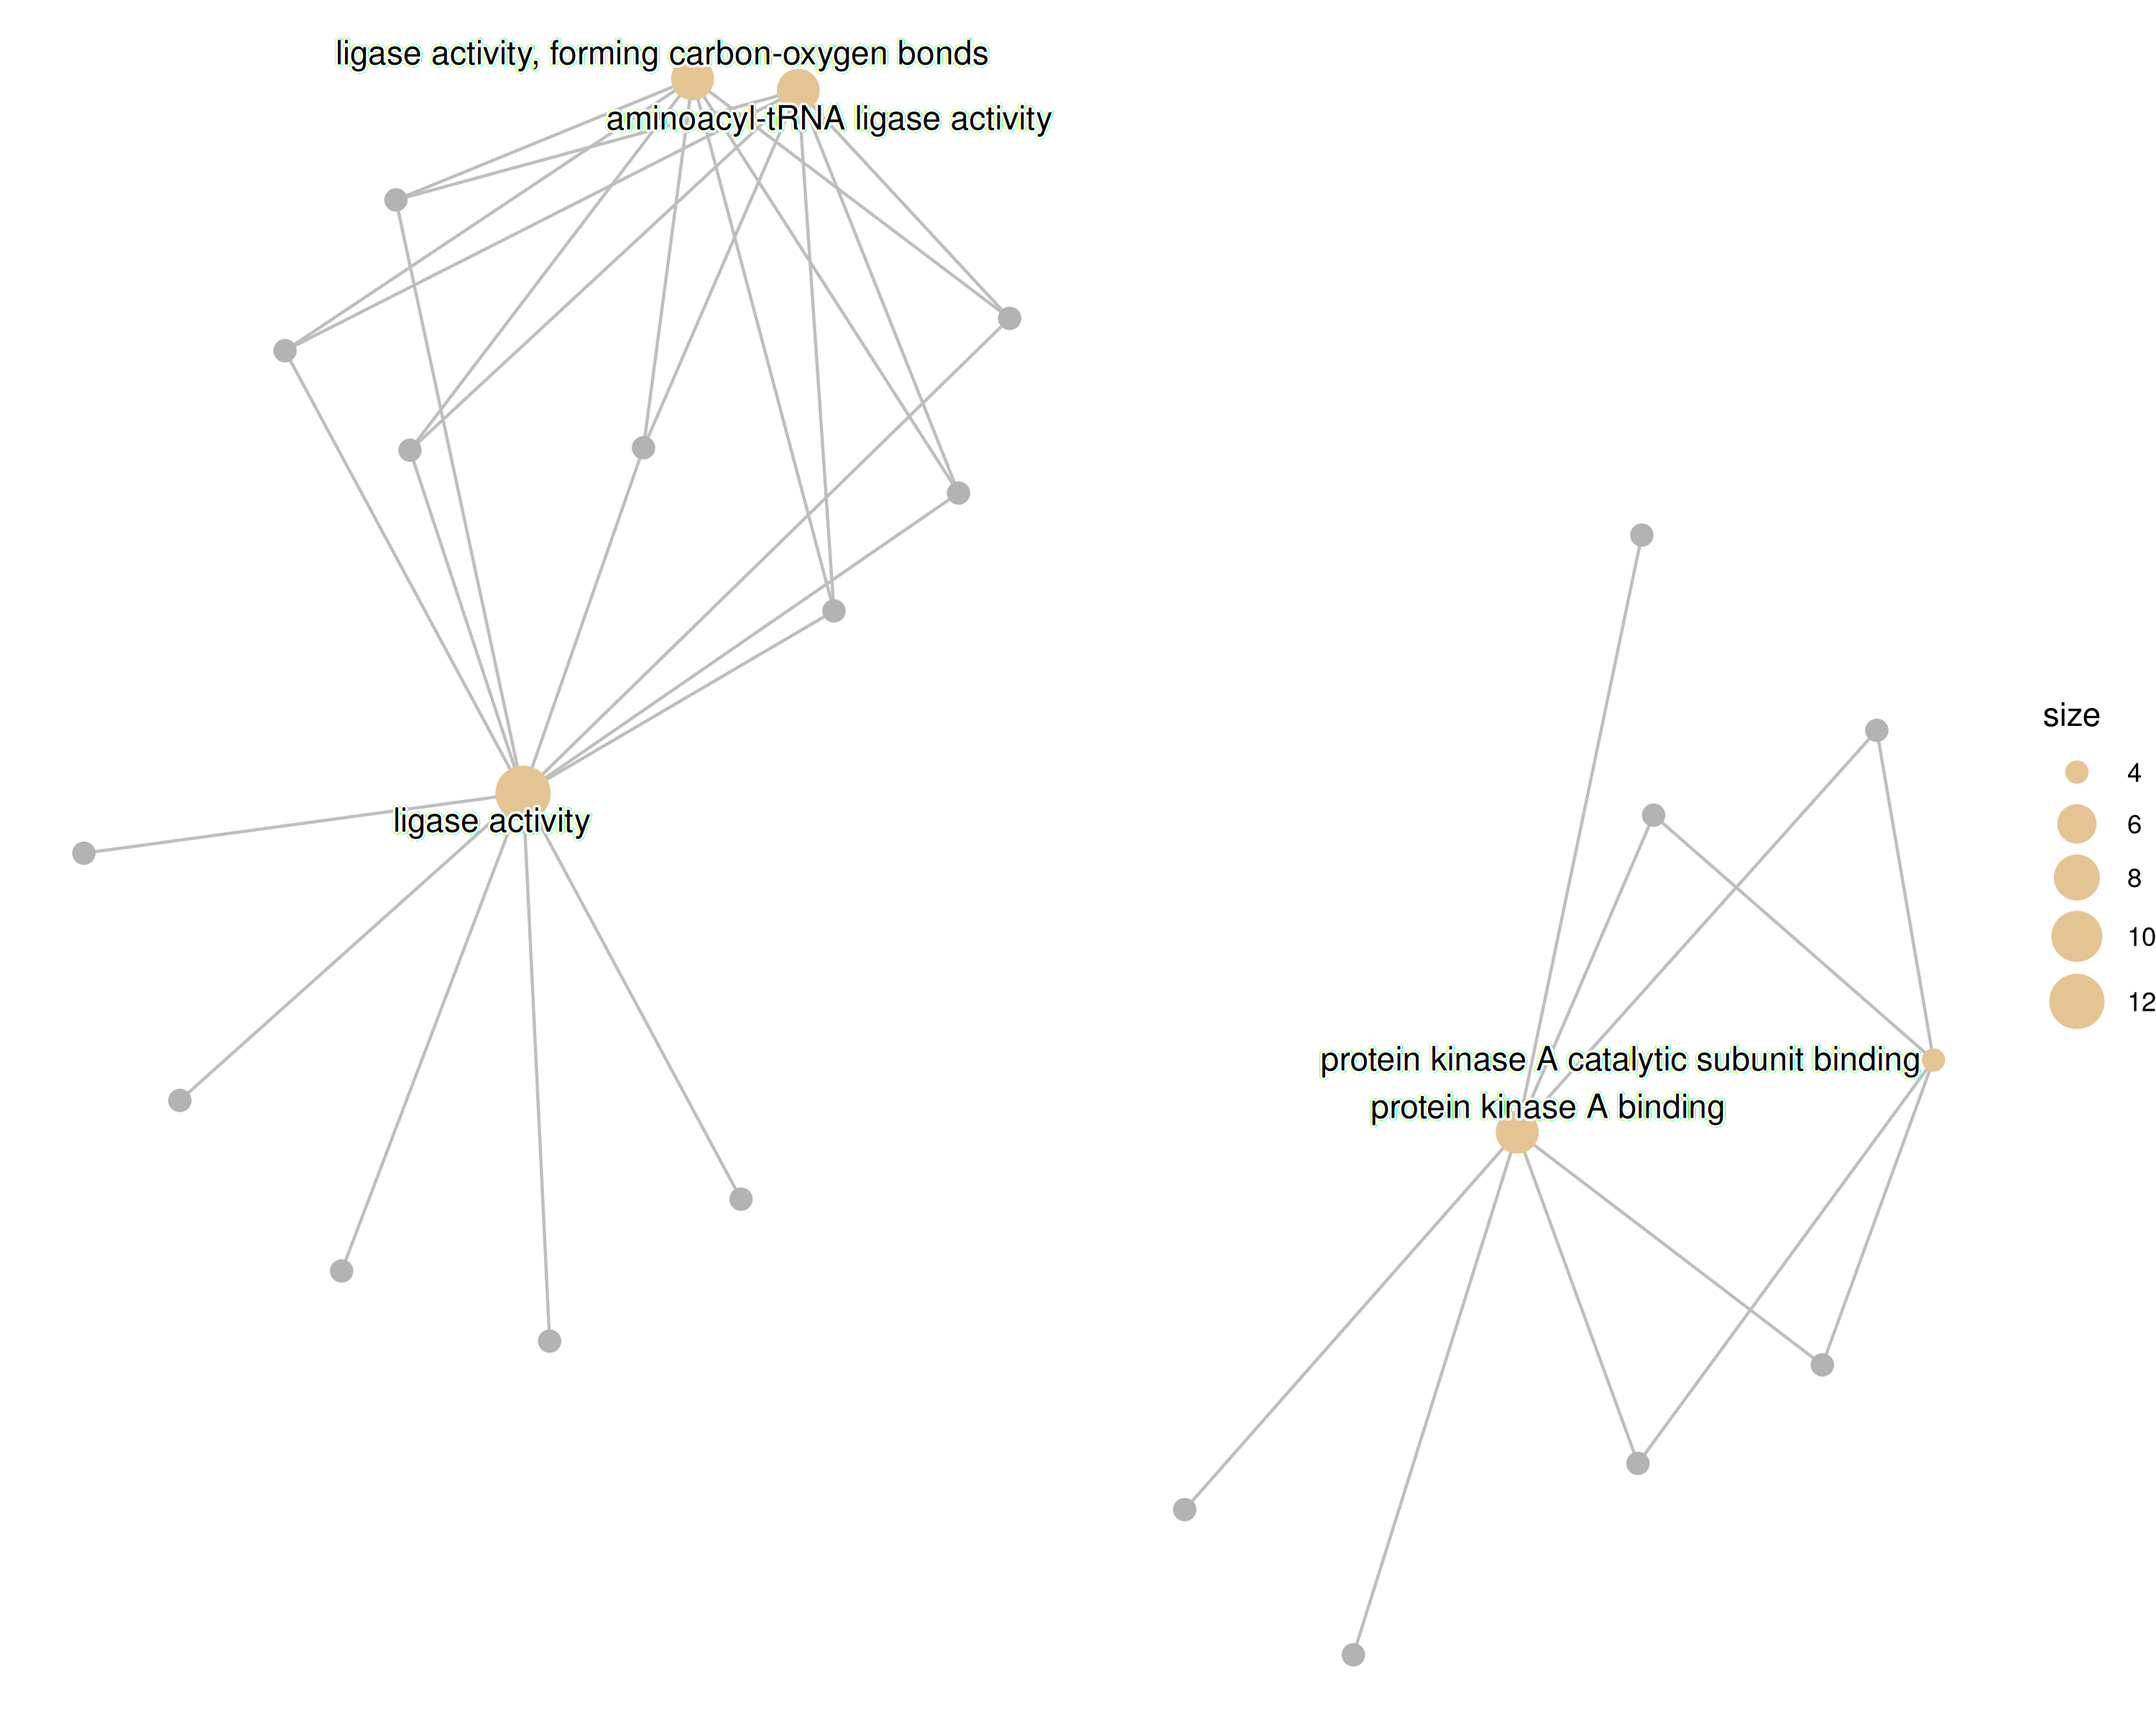 ligase activity, forming carbon-oxygen bonds
aminoacyl-tRNA ligase activity
ligase activity
protein kinase A catalytic subunit binding
protein kinase A binding
size
4
6
8
10
12